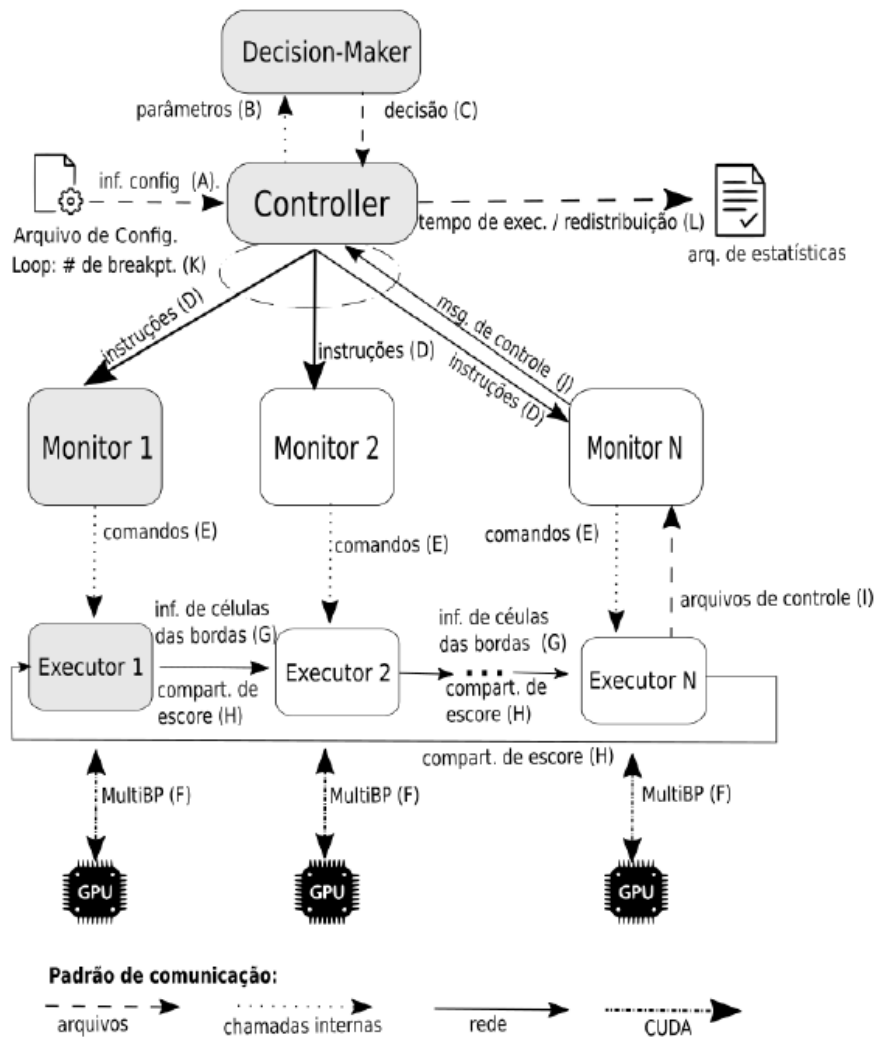 Decision-Maker
parâmetros (B)
decisão (C)
inf. config (A).
Controller
tempo de exec. / redistribuição (L)
Arquivo de Config.
Loop: # de breakpt. (K)
arq. de estatísticas
instruções (D)
instruções (D)
msg. de controle (J)
instruções (D)
Monitor 1
Monitor 2
Monitor N
comandos (E)
comandos (E)
comandos (E)
arquivos de controle (I)
inf. de células
das bordas (G)
inf. de céulas
das bordas (G)
Executor 1
Executor 2
Executor N
compart. de
escore (H)
compart. de
escore (H)
compart. de escore (H)
MultiBP (F)
MultiBP (F)
MultiBP (F)
GPU
GPU
GPU
Padrão de comunicação:
arquivos
chamadas internas
rede
CUDA